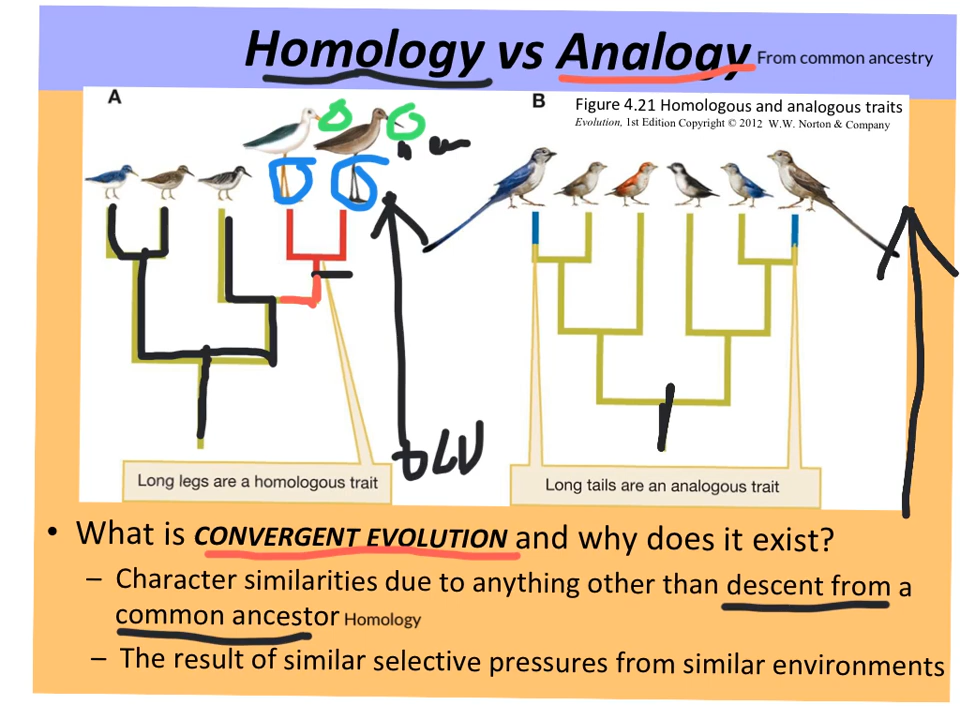 Homology vs Analogy From common ancestry
A
B
Figure 4.21 Homologous and analogous traits
Evolution, 1st Edition Copyright © 2012 W.W. Norton & Company
Long legs are a homologous trait
Long tails are an analogous trait
• What is CONVERGENT EVOLUTION and why does it exist?
– Character similarities due to anything other than descent from a
common ancestor Homology
– The result of similar selective pressures from similar environments